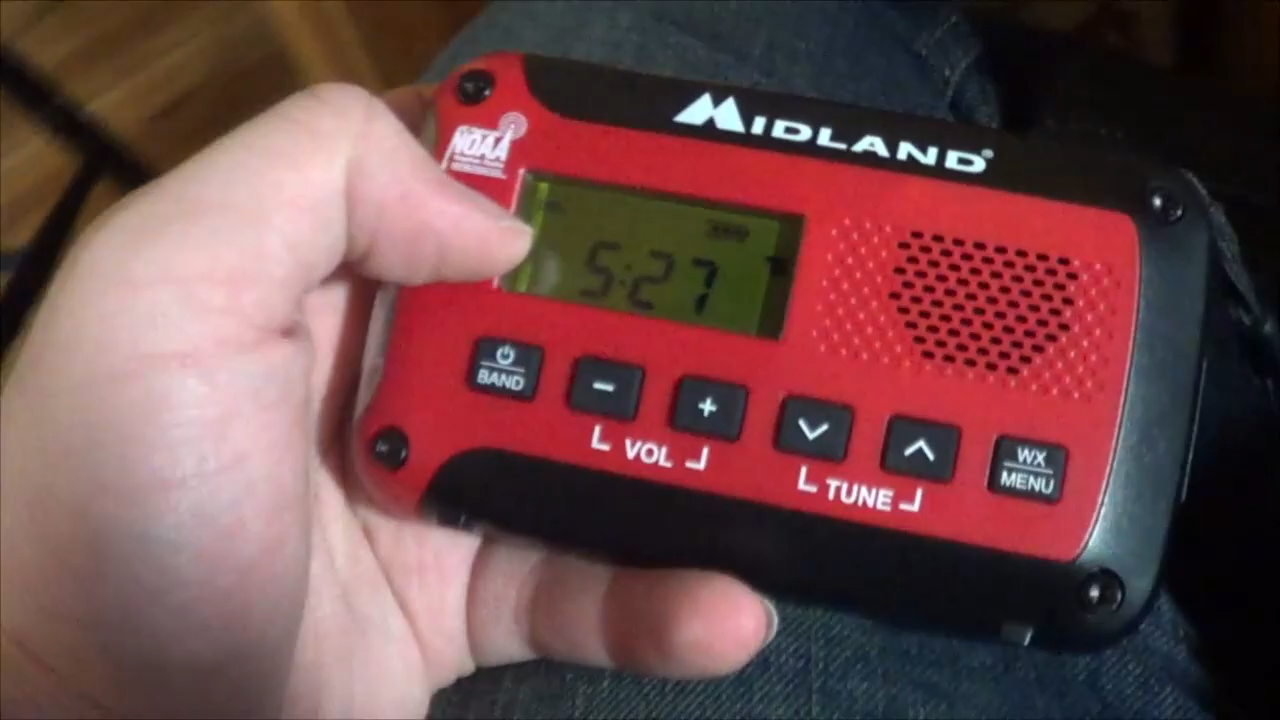 MIDLAND®
NOAA
5:27
BAND
− +
VOL
TUNE
WX
MENU